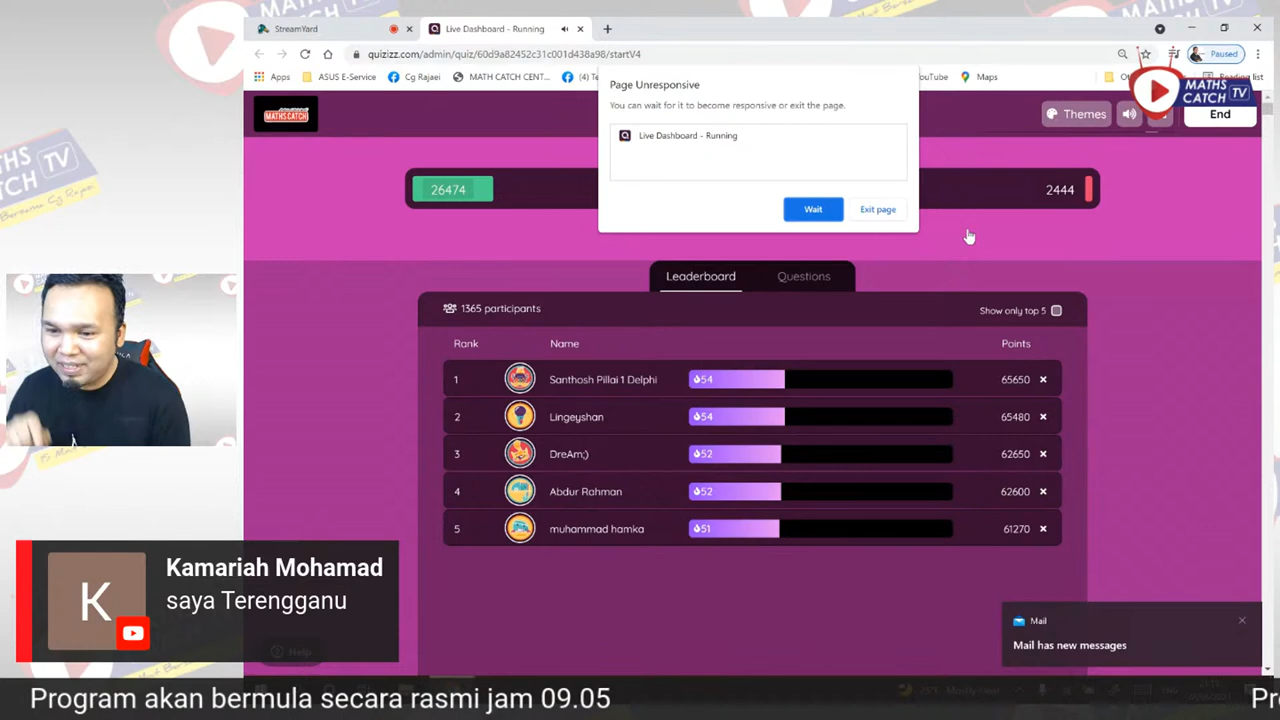 StreamYard
Live Dashboard - Running
quizizz.com/admin/quiz/60d9a82452c31c001d438a98/startV4
Paused
Apps
ASUS E-Service
Cg Rajaei
MATH CATCH CENT...
Maps
MATHS
CATCH
TV
MATHS CATCH
Themes
End
Page Unresponsive
You can wait for it to become responsive or exit the page.
Live Dashboard - Running
Wait
Exit page
26474
2444
Leaderboard
Questions
1365 participants
Show only top 5
Rank Name Points
1 Santhosh Pillai 1 Delphi 54 65650
2 Lingeyshan 54 65480
3 DreAm;) 52 62650
4 Abdur Rahman 52 62600
5 muhammad hamka 51 61270
K
Kamariah Mohamad
saya Terengganu
Help
Mail
Mail has new messages
Program akan bermula secara rasmi jam 09.05